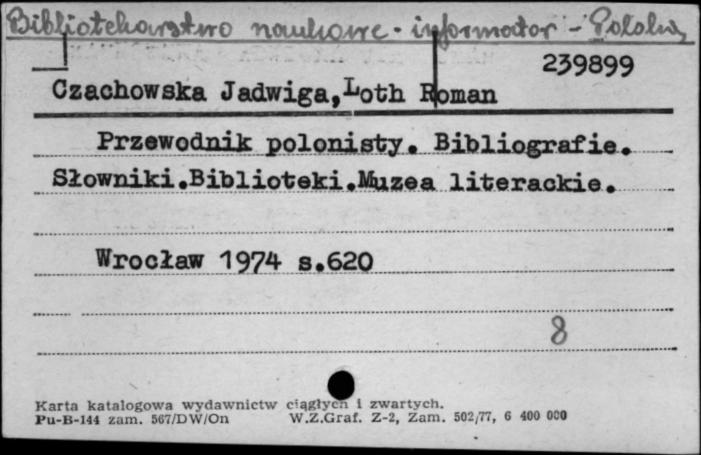 Bibliotekarstwo naukowe - informator - Polska
239899
Czachowska Jadwiga, Loth Roman
Przewodnik polonisty. Bibliografie.
Słowniki.Biblioteki.Muzea literackie.
Wrocław 1974 s.620
8
Karta katalogowa wydawnictw ciągłych i zwartych.
Pu-B-144 zam. 567/DW/On W.Z.Graf. Z-2, Zam. 502/77, 6 400 000